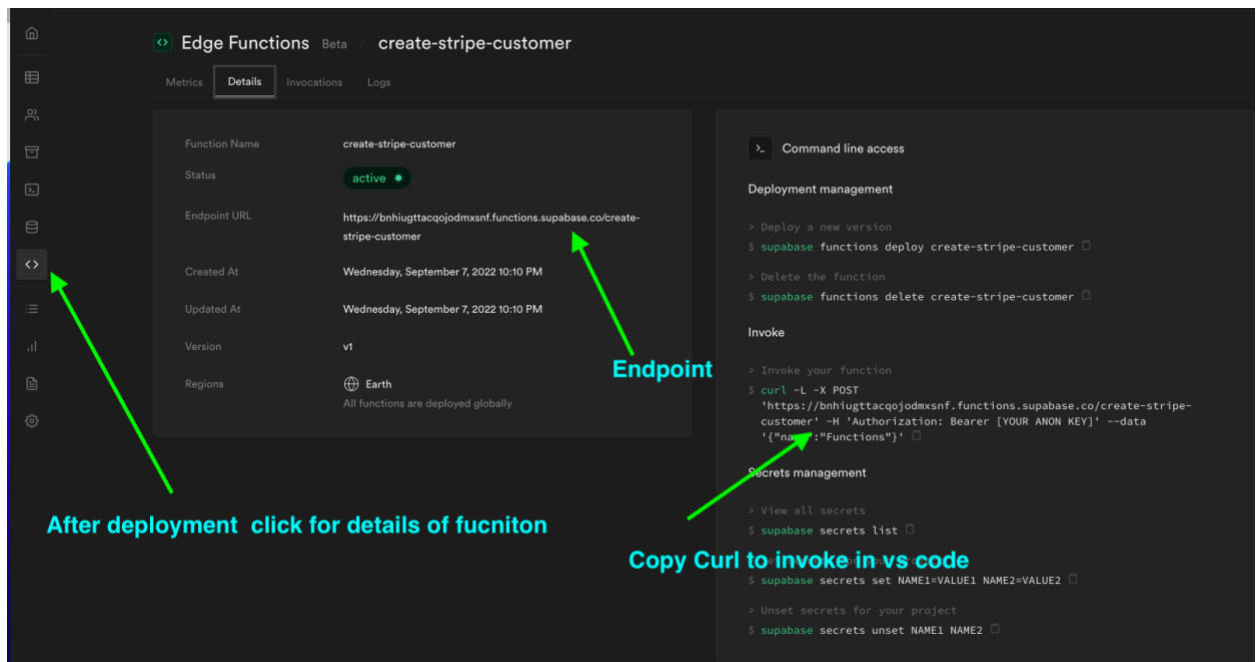 Edge Functions Beta / create-stripe-customer
Metrics Details Invocations Logs
Function Name create-stripe-customer
Status active
Endpoint URL https://bnhiugttacqojodmxsnf.functions.supabase.co/create-
stripe-customer
Created At Wednesday, September 7, 2022 10:10 PM
Updated At Wednesday, September 7, 2022 10:10 PM
Version v1
Regions Earth
All functions are deployed globally
Endpoint
After deployment click for details of fucniton
>_ Command line access
Deployment management
> Deploy a new version
$ supabase functions deploy create-stripe-customer
> Delete the function
$ supabase functions delete create-stripe-customer
Invoke
> Invoke your function
$ curl -L -X POST
'https://bnhiugttacqojodmxsnf.functions.supabase.co/create-stripe-
customer' -H 'Authorization: Bearer [YOUR ANON KEY]' --data
'{"name":"Functions"}'
Secrets management
> View all secrets
$ supabase secrets list
Copy Curl to invoke in vs code
$ supabase secrets set NAME1=VALUE1 NAME2=VALUE2
> Unset secrets for your project
$ supabase secrets unset NAME1 NAME2